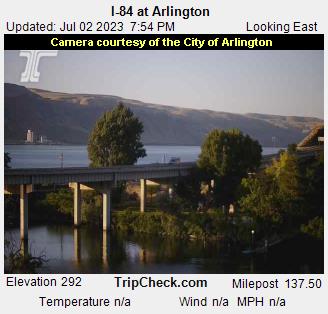 I-84 at Arlington
Updated: Jul 02 2023 7:54 PM Looking East
Camera courtesy of the City of Arlington
Elevation 292 TripCheck.com Milepost 137.50
Temperature n/a Wind n/a MPH n/a